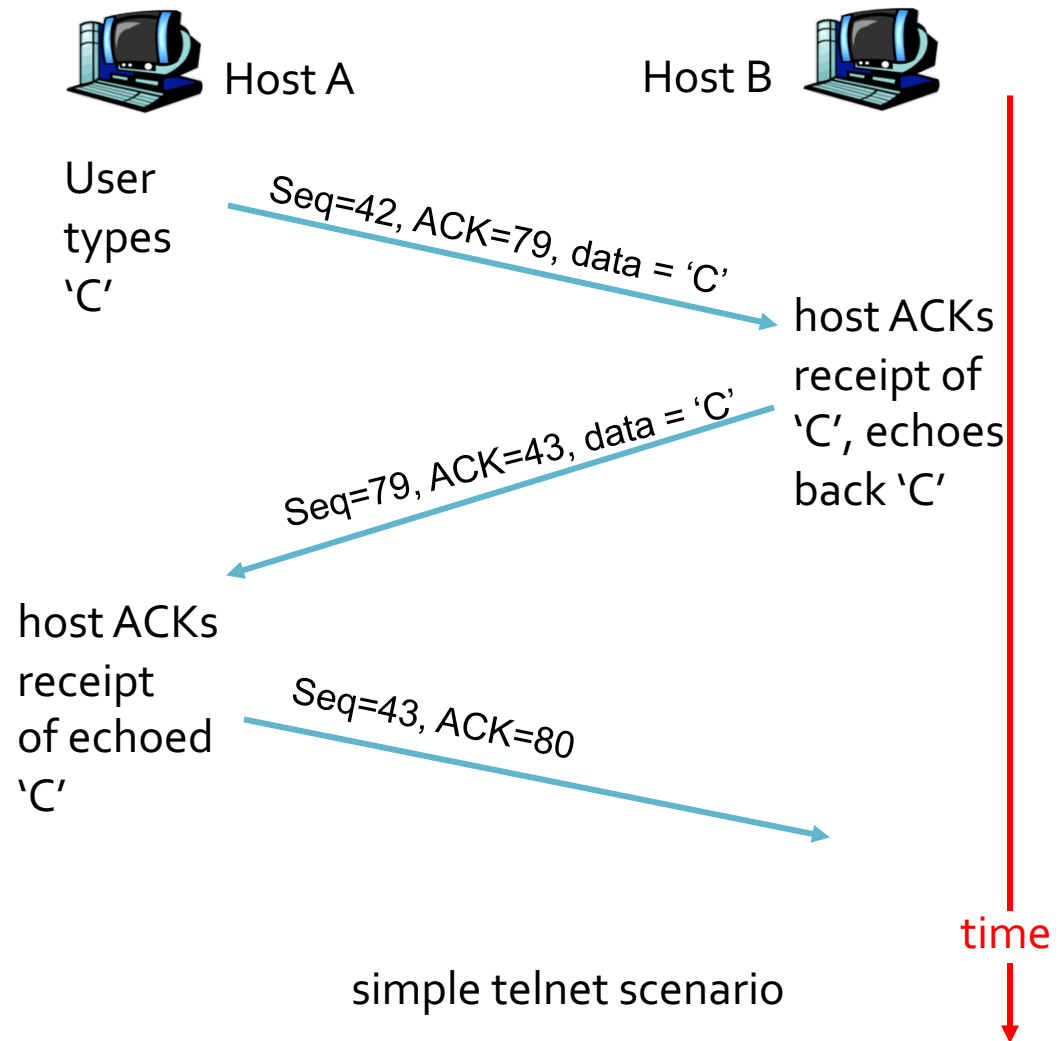 Host A
Host B
User
types
‘C’
Seq=42, ACK=79, data = ‘C’
host ACKs
receipt of
‘C’, echoes
back ‘C’
Seq=79, ACK=43, data = ‘C’
host ACKs
receipt
of echoed
‘C’
Seq=43, ACK=80
time
simple telnet scenario